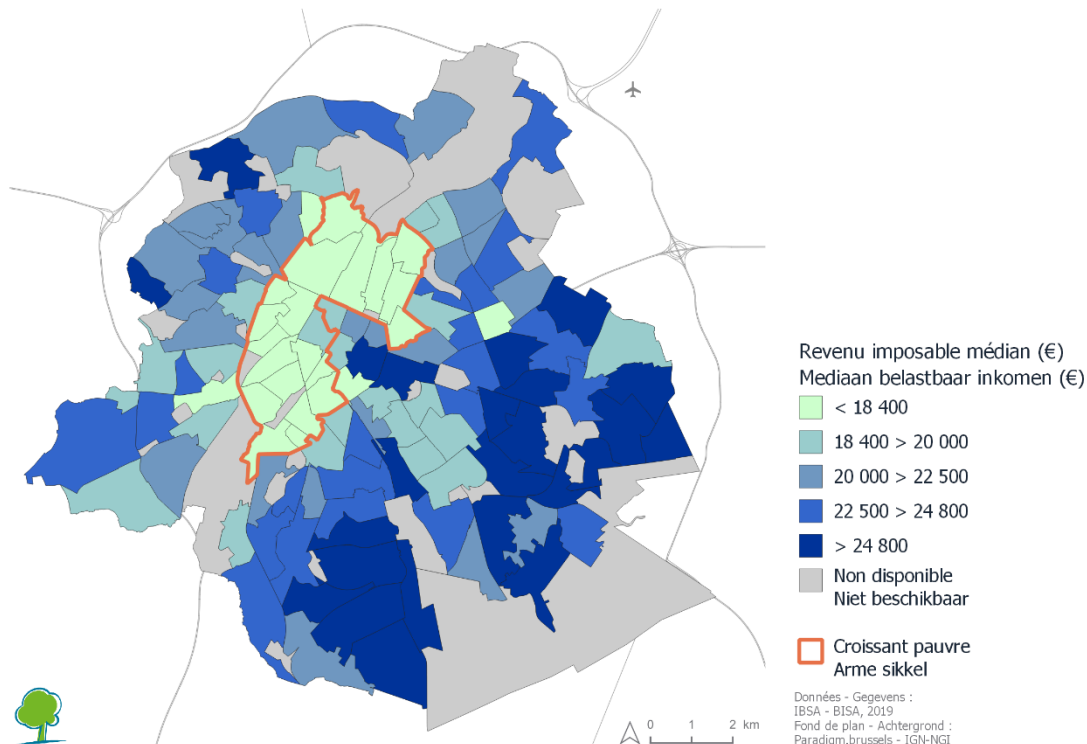 Revenu imposable médian (€)
Mediaan belastbaar inkomen (€)
< 18 400
18 400 > 20 000
20 000 > 22 500
22 500 > 24 800
> 24 800
Non disponible
Niet beschikbaar
Croissant pauvre
Arme sikkel
Données - Gegevens :
IBSA - BISA, 2019
Fond de plan - Achtergrond :
Paradigm.brussels - IGN-NGI
0 1 2 km